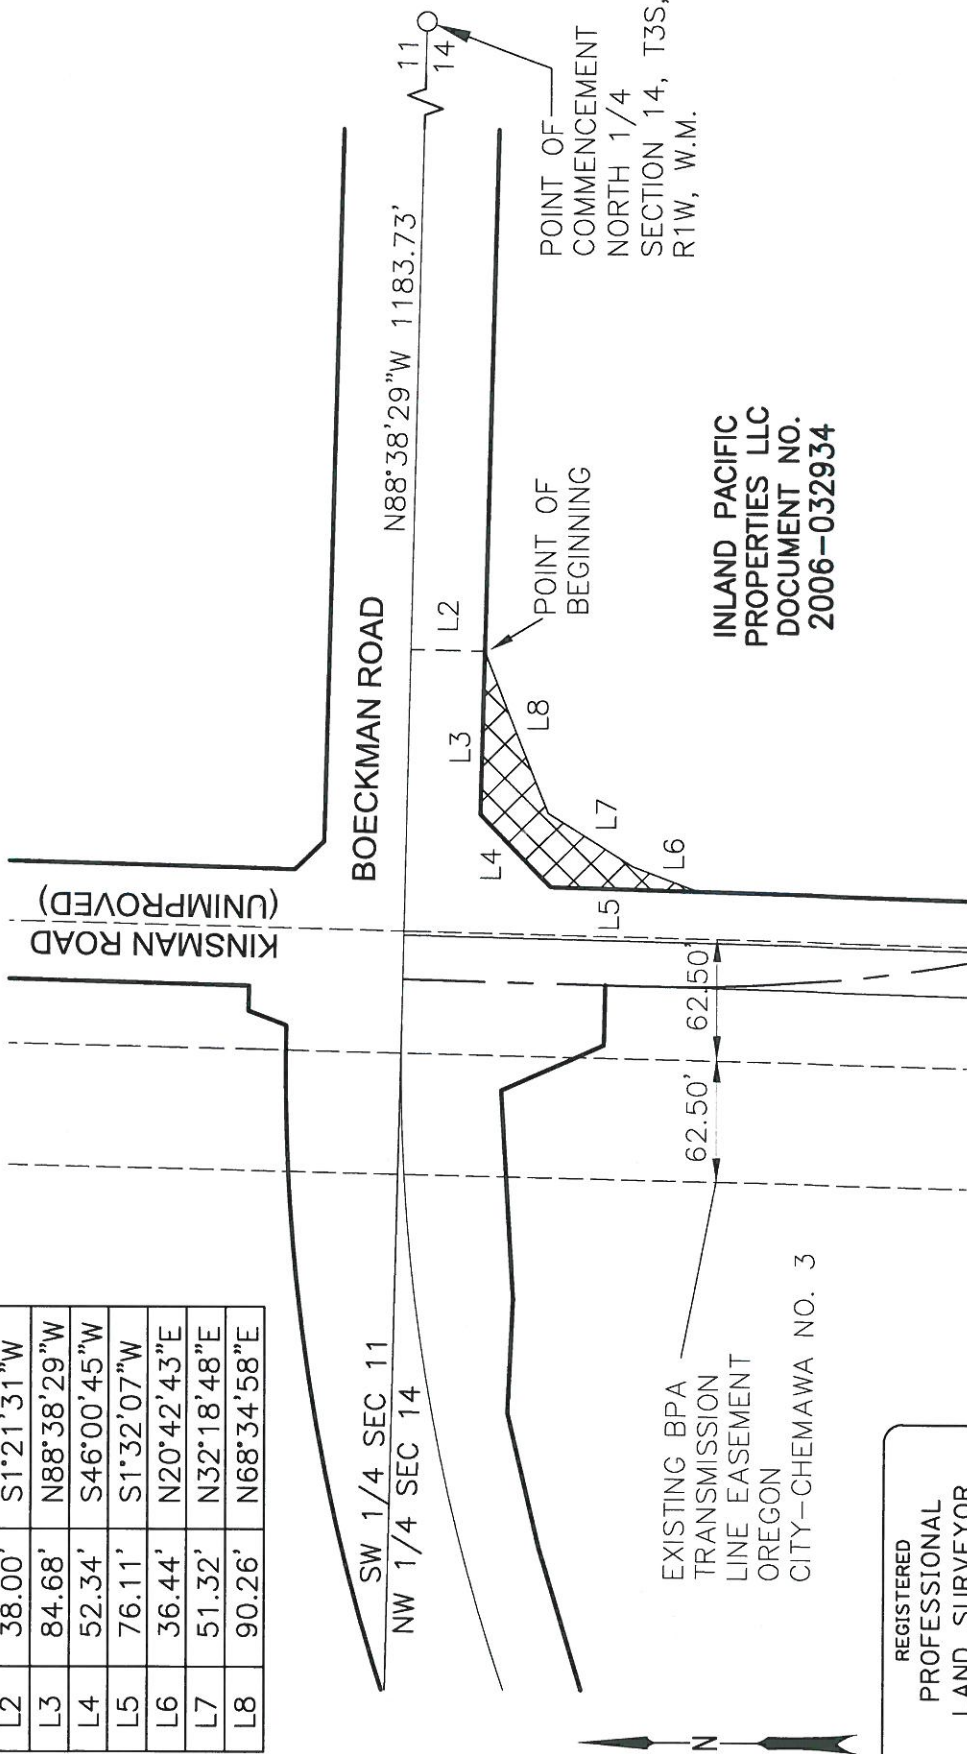 L2 38.00' S1°21'31"W
L3 84.68' N88°38'29"W
L4 52.34' S46°00'45"W
L5 76.11' S1°32'07"W
L6 36.44' N20°42'43"E
L7 51.32' N32°18'48"E
L8 90.26' N68°34'58"E
KINSMAN ROAD
(UNIMPROVED)
BOECKMAN ROAD
N88°38'29"W 1183.73'
11
14
POINT OF
COMMENCEMENT
NORTH 1/4
SECTION 14, T3S,
R1W, W.M.
L2
L3
L4
L5
L6
L7
L8
POINT OF
BEGINNING
SW 1/4 SEC 11
NW 1/4 SEC 14
62.50'
62.50'
INLAND PACIFIC
PROPERTIES LLC
DOCUMENT NO.
2006-032934
EXISTING BPA
TRANSMISSION
LINE EASEMENT
OREGON
CITY-CHEMAWA NO. 3
N
REGISTERED
PROFESSIONAL
LAND SURVEYOR